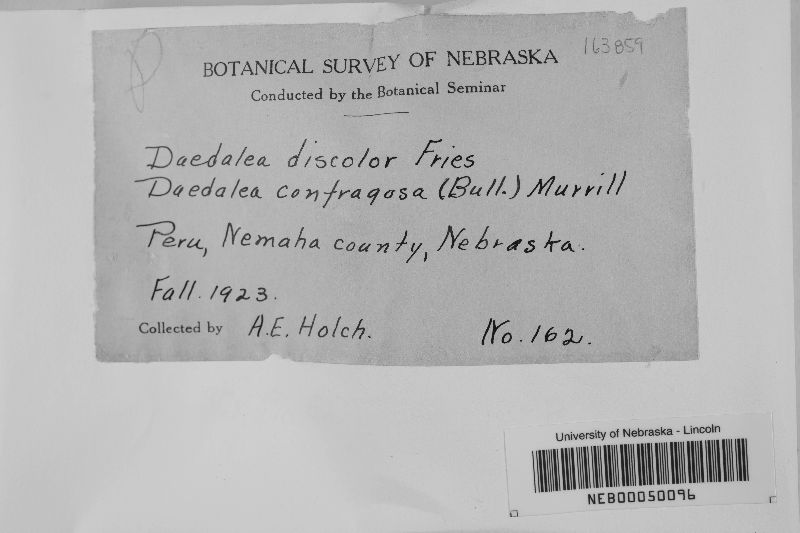 163859
BOTANICAL SURVEY OF NEBRASKA
Conducted by the Botanical Seminar
Daedalea discolor Fries
Daedalea confragosa (Bull.) Murrill
Peru, Nemaha county, Nebraska.
Fall. 1923.
Collected by A.E. Holch. No. 162.
University of Nebraska - Lincoln
NEB00050096